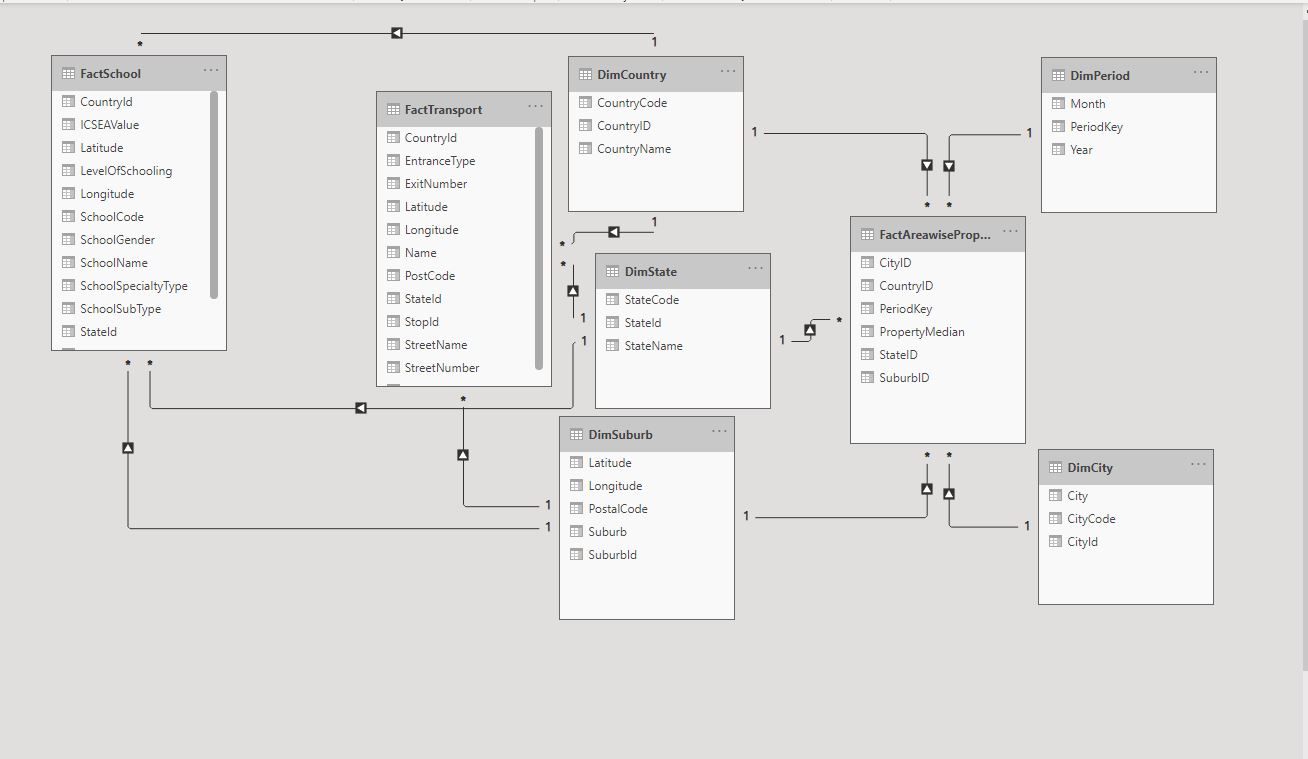 FactSchool
CountryId
ICSEAValue
Latitude
LevelOfSchooling
Longitude
SchoolCode
SchoolGender
SchoolName
SchoolSpecialtyType
SchoolSubType
StateId
FactTransport
CountryId
EntranceType
ExitNumber
Latitude
Longitude
Name
PostCode
StateId
StopId
StreetName
StreetNumber
DimCountry
CountryCode
CountryID
CountryName
DimState
StateCode
StateId
StateName
DimSuburb
Latitude
Longitude
PostalCode
Suburb
SuburbId
DimPeriod
Month
PeriodKey
Year
FactAreawiseProp...
CityID
CountryID
PeriodKey
PropertyMedian
StateID
SuburbID
DimCity
City
CityCode
CityId
*
1
1
*
*
1
1
*
*
1
1
*
*
1
1
*
*
1
1
*
*
1
1
*